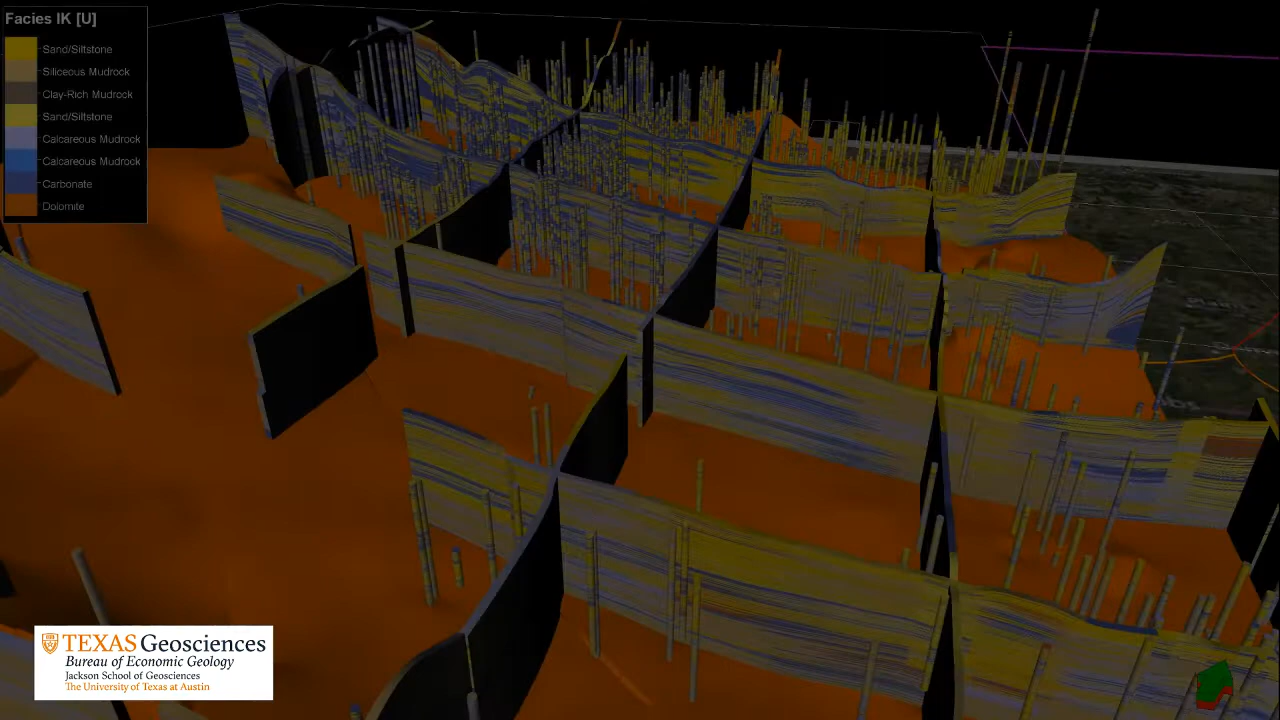 Facies IK [U]
Sand/Siltstone
Siliceous Mudrock
Clay-Rich Mudrock
Sand/Siltstone
Calcareous Mudrock
Calcareous Mudrock
Carbonate
Dolomite
TEXAS Geosciences
Bureau of Economic Geology
Jackson School of Geosciences
The University of Texas at Austin